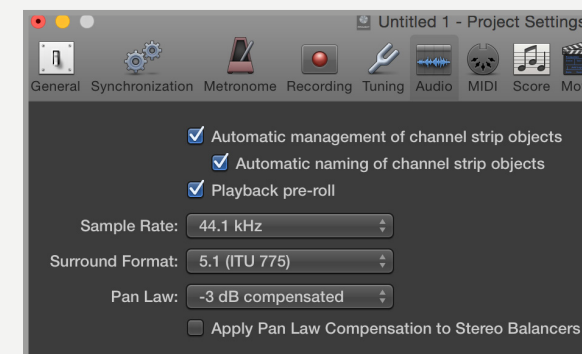 Untitled 1 - Project Settings
General Synchronization Metronome Recording Tuning Audio MIDI Score
Automatic management of channel strip objects
Automatic naming of channel strip objects
Playback pre-roll
Sample Rate: 44.1 kHz
Surround Format: 5.1 (ITU 775)
Pan Law: -3 dB compensated
Apply Pan Law Compensation to Stereo Balancers